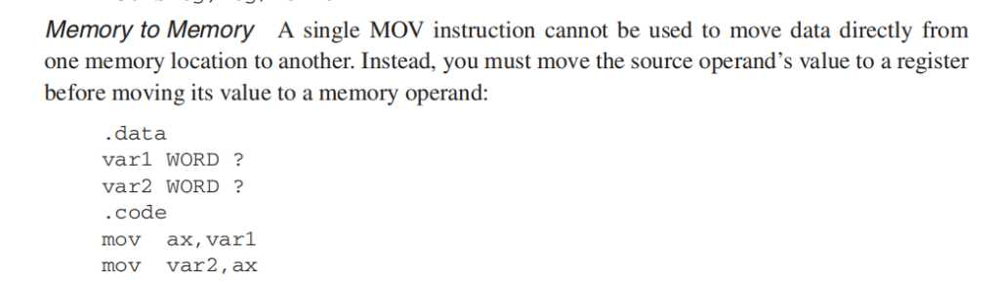 Memory to Memory A single MOV instruction cannot be used to move data directly from
one memory location to another. Instead, you must move the source operand's value to a register
before moving its value to a memory operand:
.data
var1 WORD ?
var2 WORD ?
.code
mov ax,var1
mov var2,ax